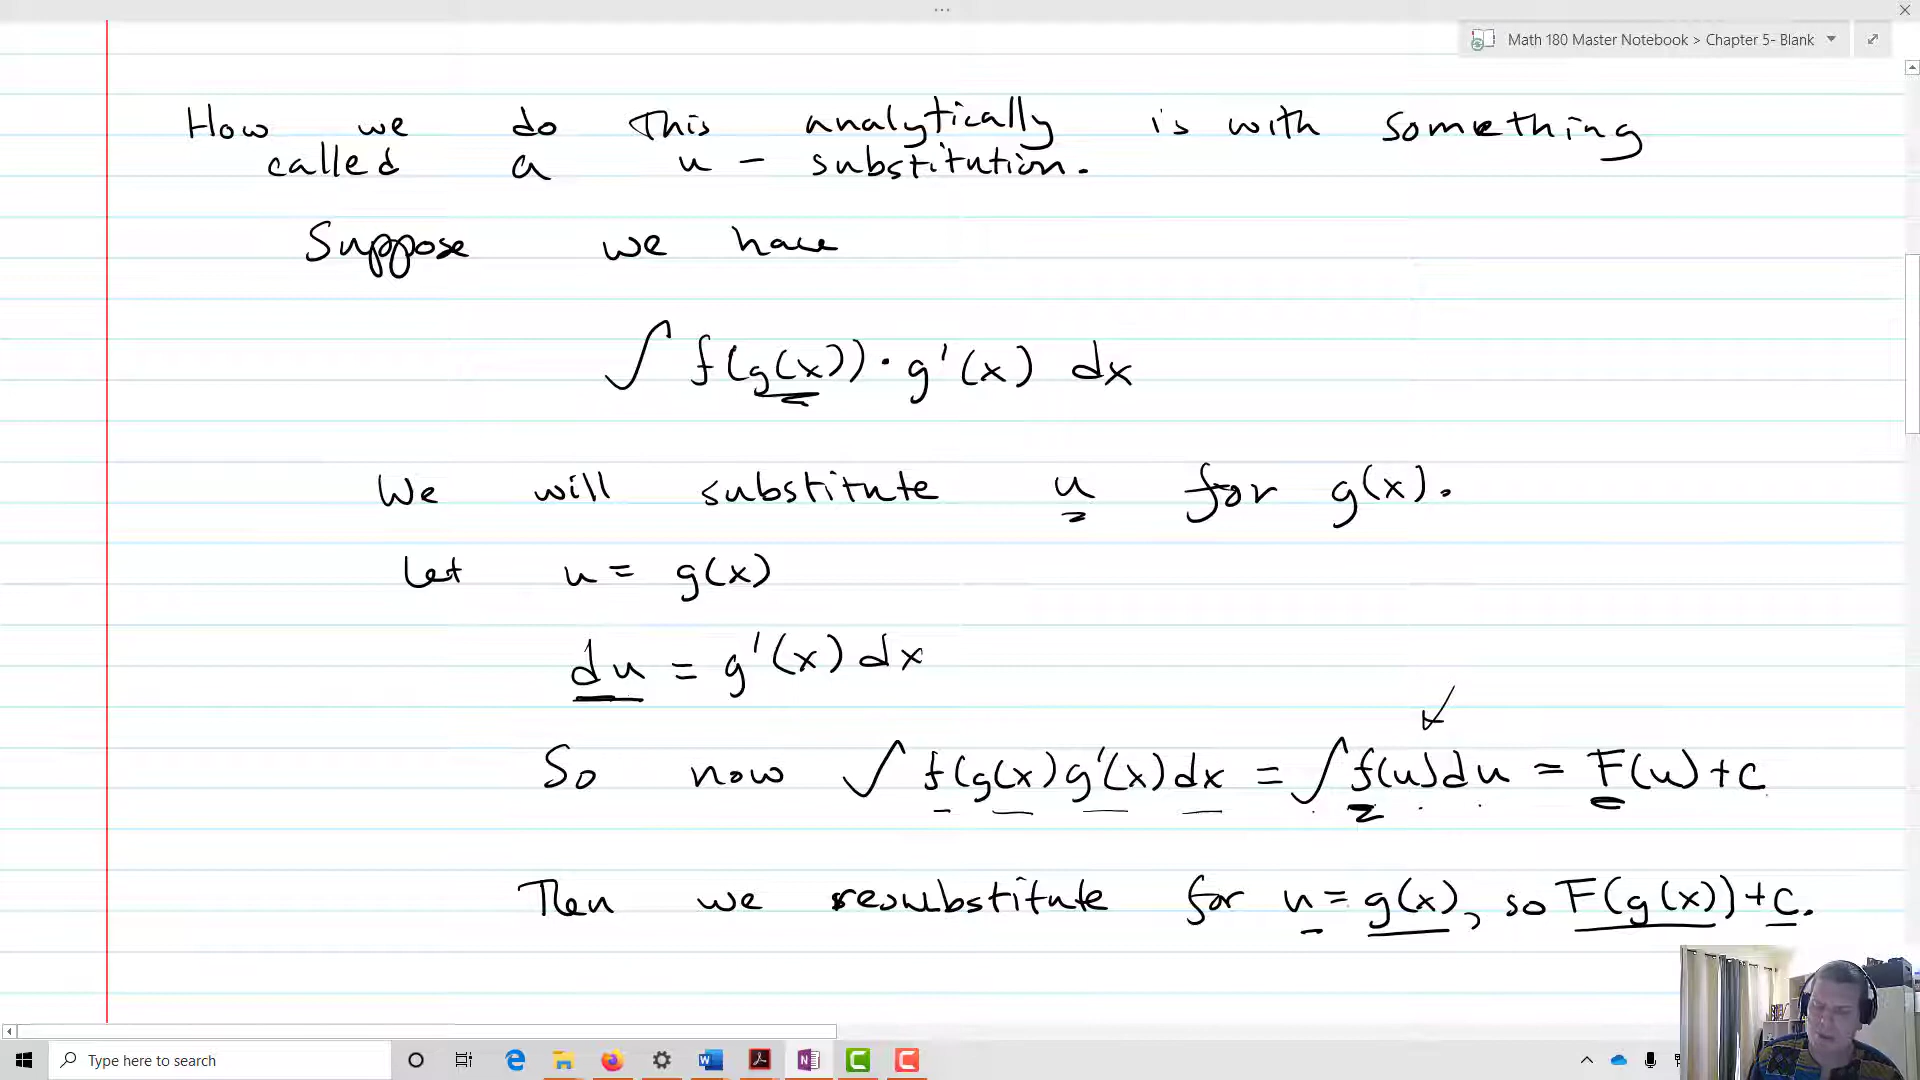 Math 180 Master Notebook > Chapter 5- Blank
How we do this analytically is with something
called a u - substitution.
Suppose we have
∫ f(g(x)) · g'(x) dx
We will substitute u for g(x).
Let u = g(x)
du = g'(x) dx
So now ∫ f(g(x)g'(x)dx = ∫ f(u)du = F(u)+c
Then we resubstitute for u = g(x), so F(g(x))+c.
Type here to search